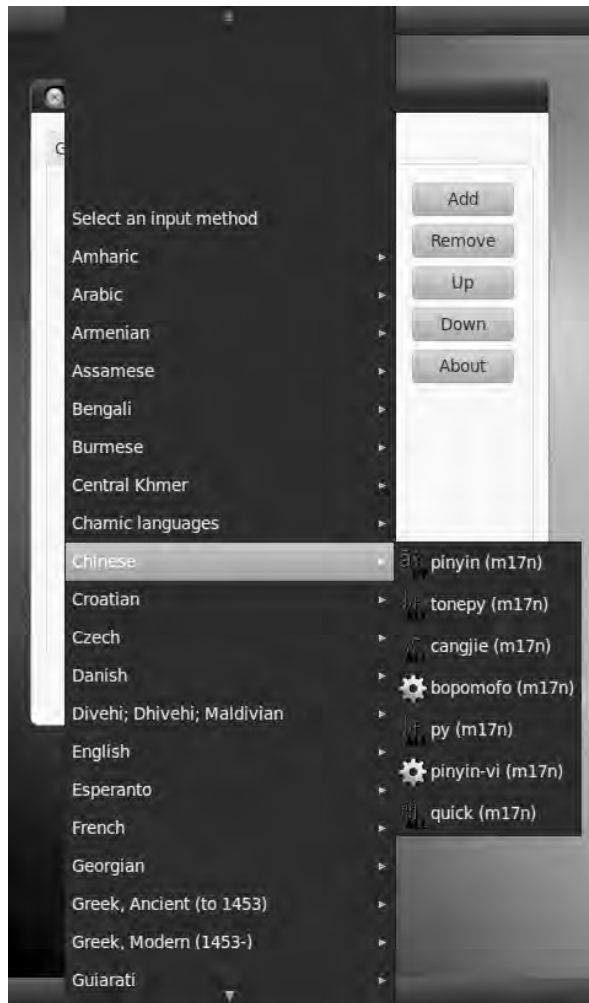 G
Select an input method
Amharic
Arabic
Armenian
Assamese
Bengali
Burmese
Central Khmer
Chamic languages
Chinese
Croatian
Czech
Danish
Divehi; Dhivehi; Maldivian
English
Esperanto
French
Georgian
Greek, Ancient (to 1453)
Greek, Modern (1453-)
Gujarati
Add
Remove
Up
Down
About
pinyin (m17n)
tonepy (m17n)
cangjie (m17n)
bopomofo (m17n)
py (m17n)
pinyin-vi (m17n)
quick (m17n)